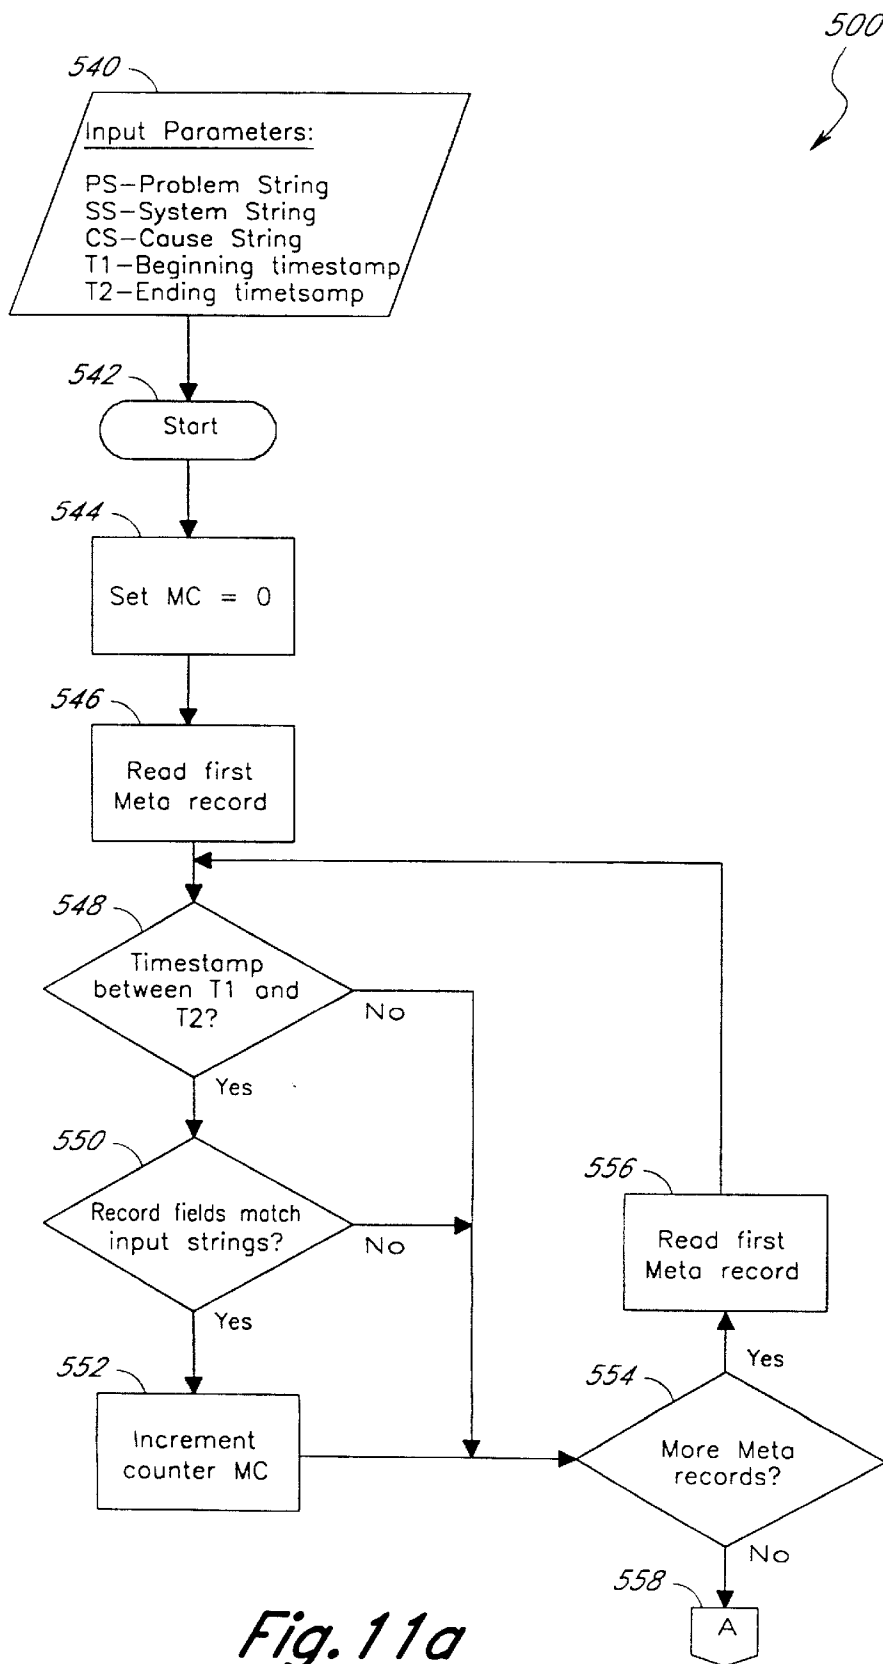 500
540
Input Parameters:
PS-Problem String
SS-System String
CS-Cause String
T1-Beginning timestamp
T2-Ending timetsamp
542
Start
544
Set MC = 0
546
Read first
Meta record
548
Timestamp
between T1 and
T2?
No
Yes
550
Record fields match
input strings?
No
Yes
552
Increment
counter MC
556
Read first
Meta record
Yes
554
More Meta
records?
No
558
A
Fig. 11a